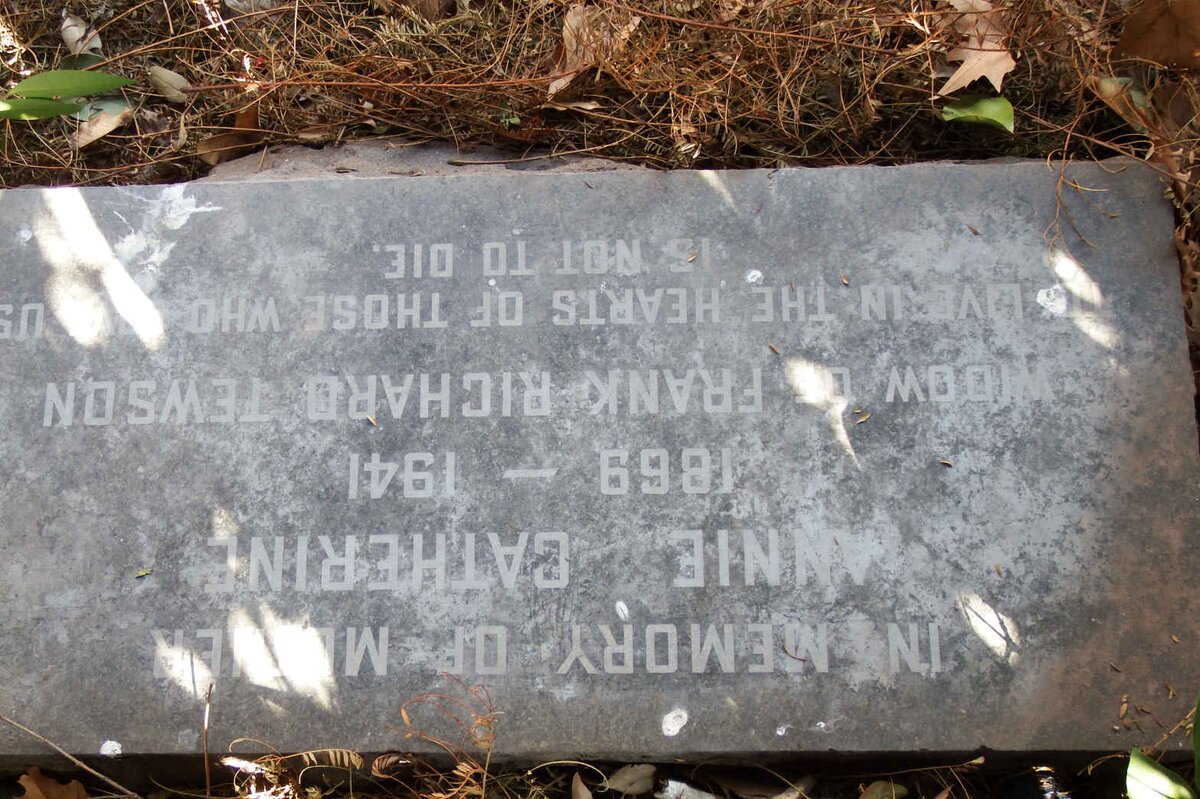 IN MEMORY OF MOTHER
ANNIE CATHERINE
1869 – 1941
WIDOW OF FRANK RICHARD TEWSON
LIVE IN THE HEARTS OF THOSE WHO US
IS NOT TO DIE.